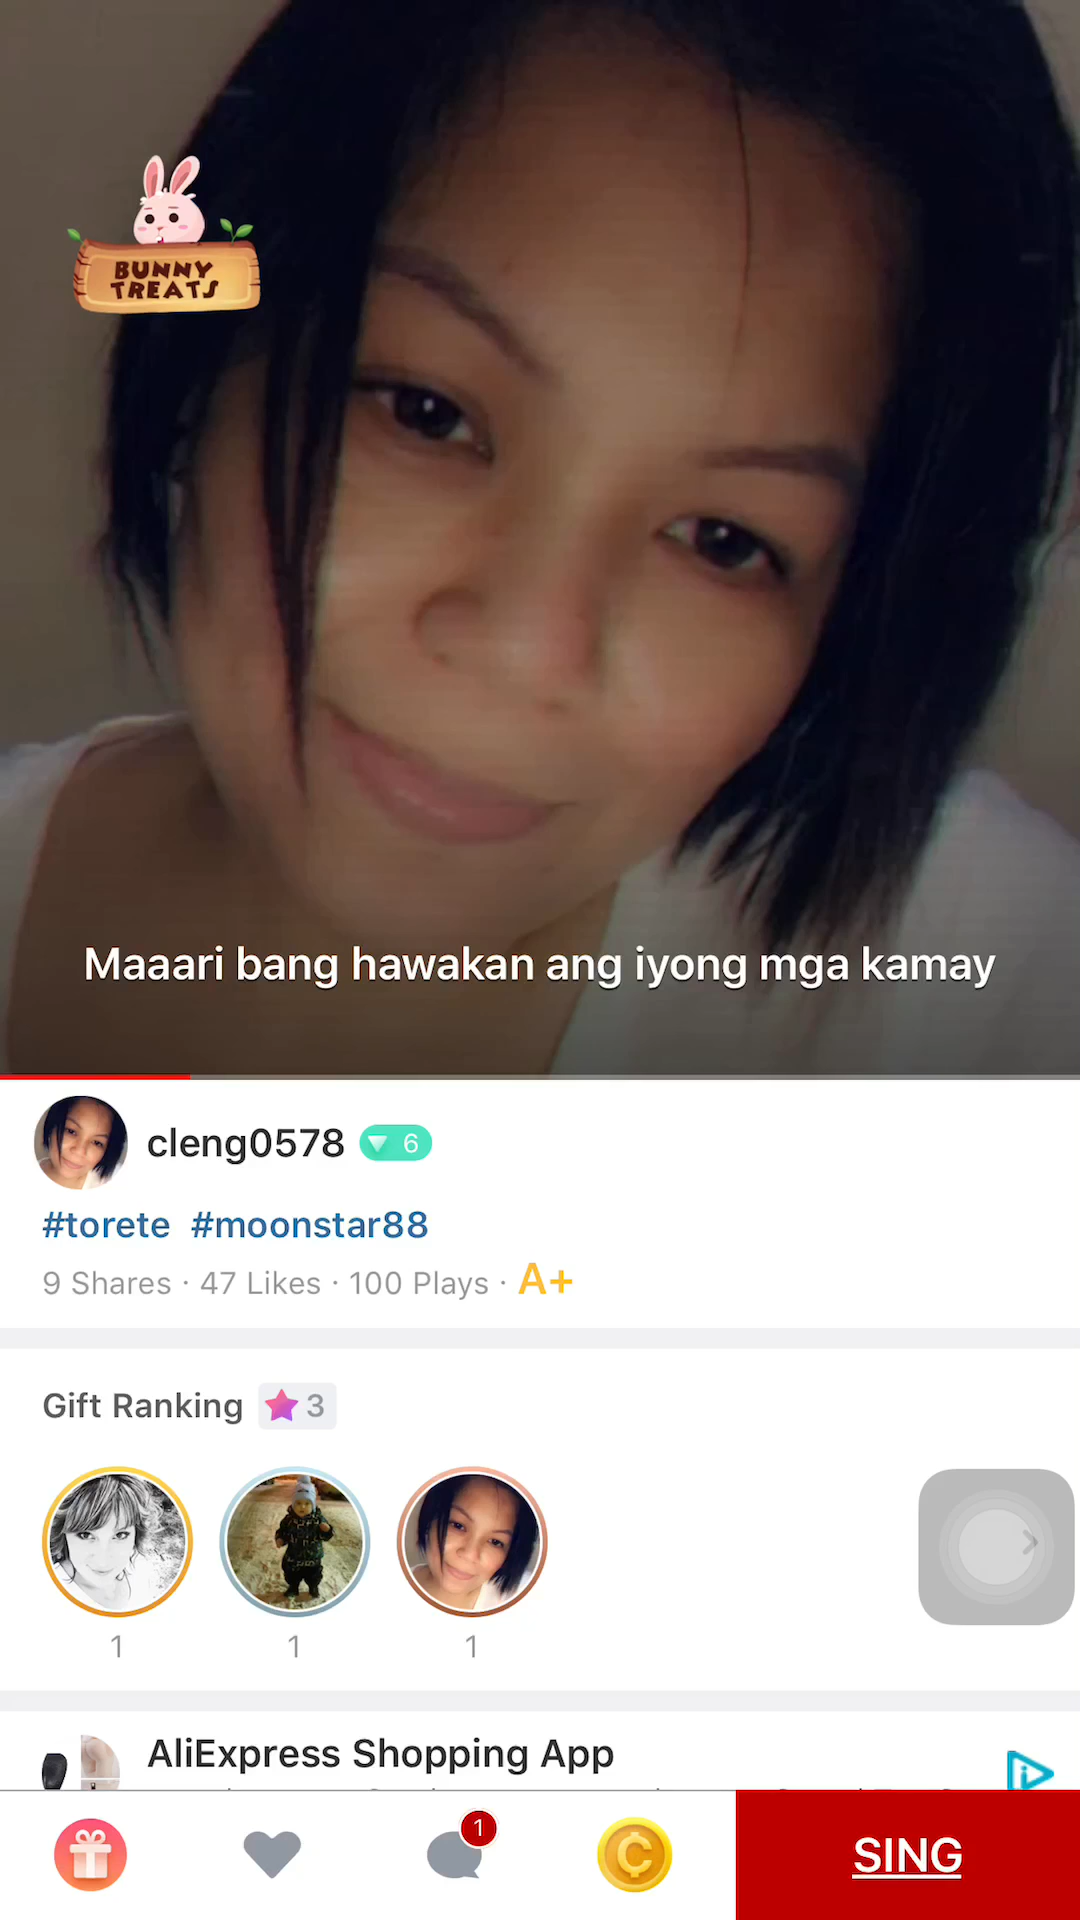 BUNNY
TREATS
Maaari bang hawakan ang iyong mga kamay
cleng0578 6
#torete #moonstar88
9 Shares · 47 Likes · 100 Plays · A+
Gift Ranking 3
1 1 1
AliExpress Shopping App
1
SING